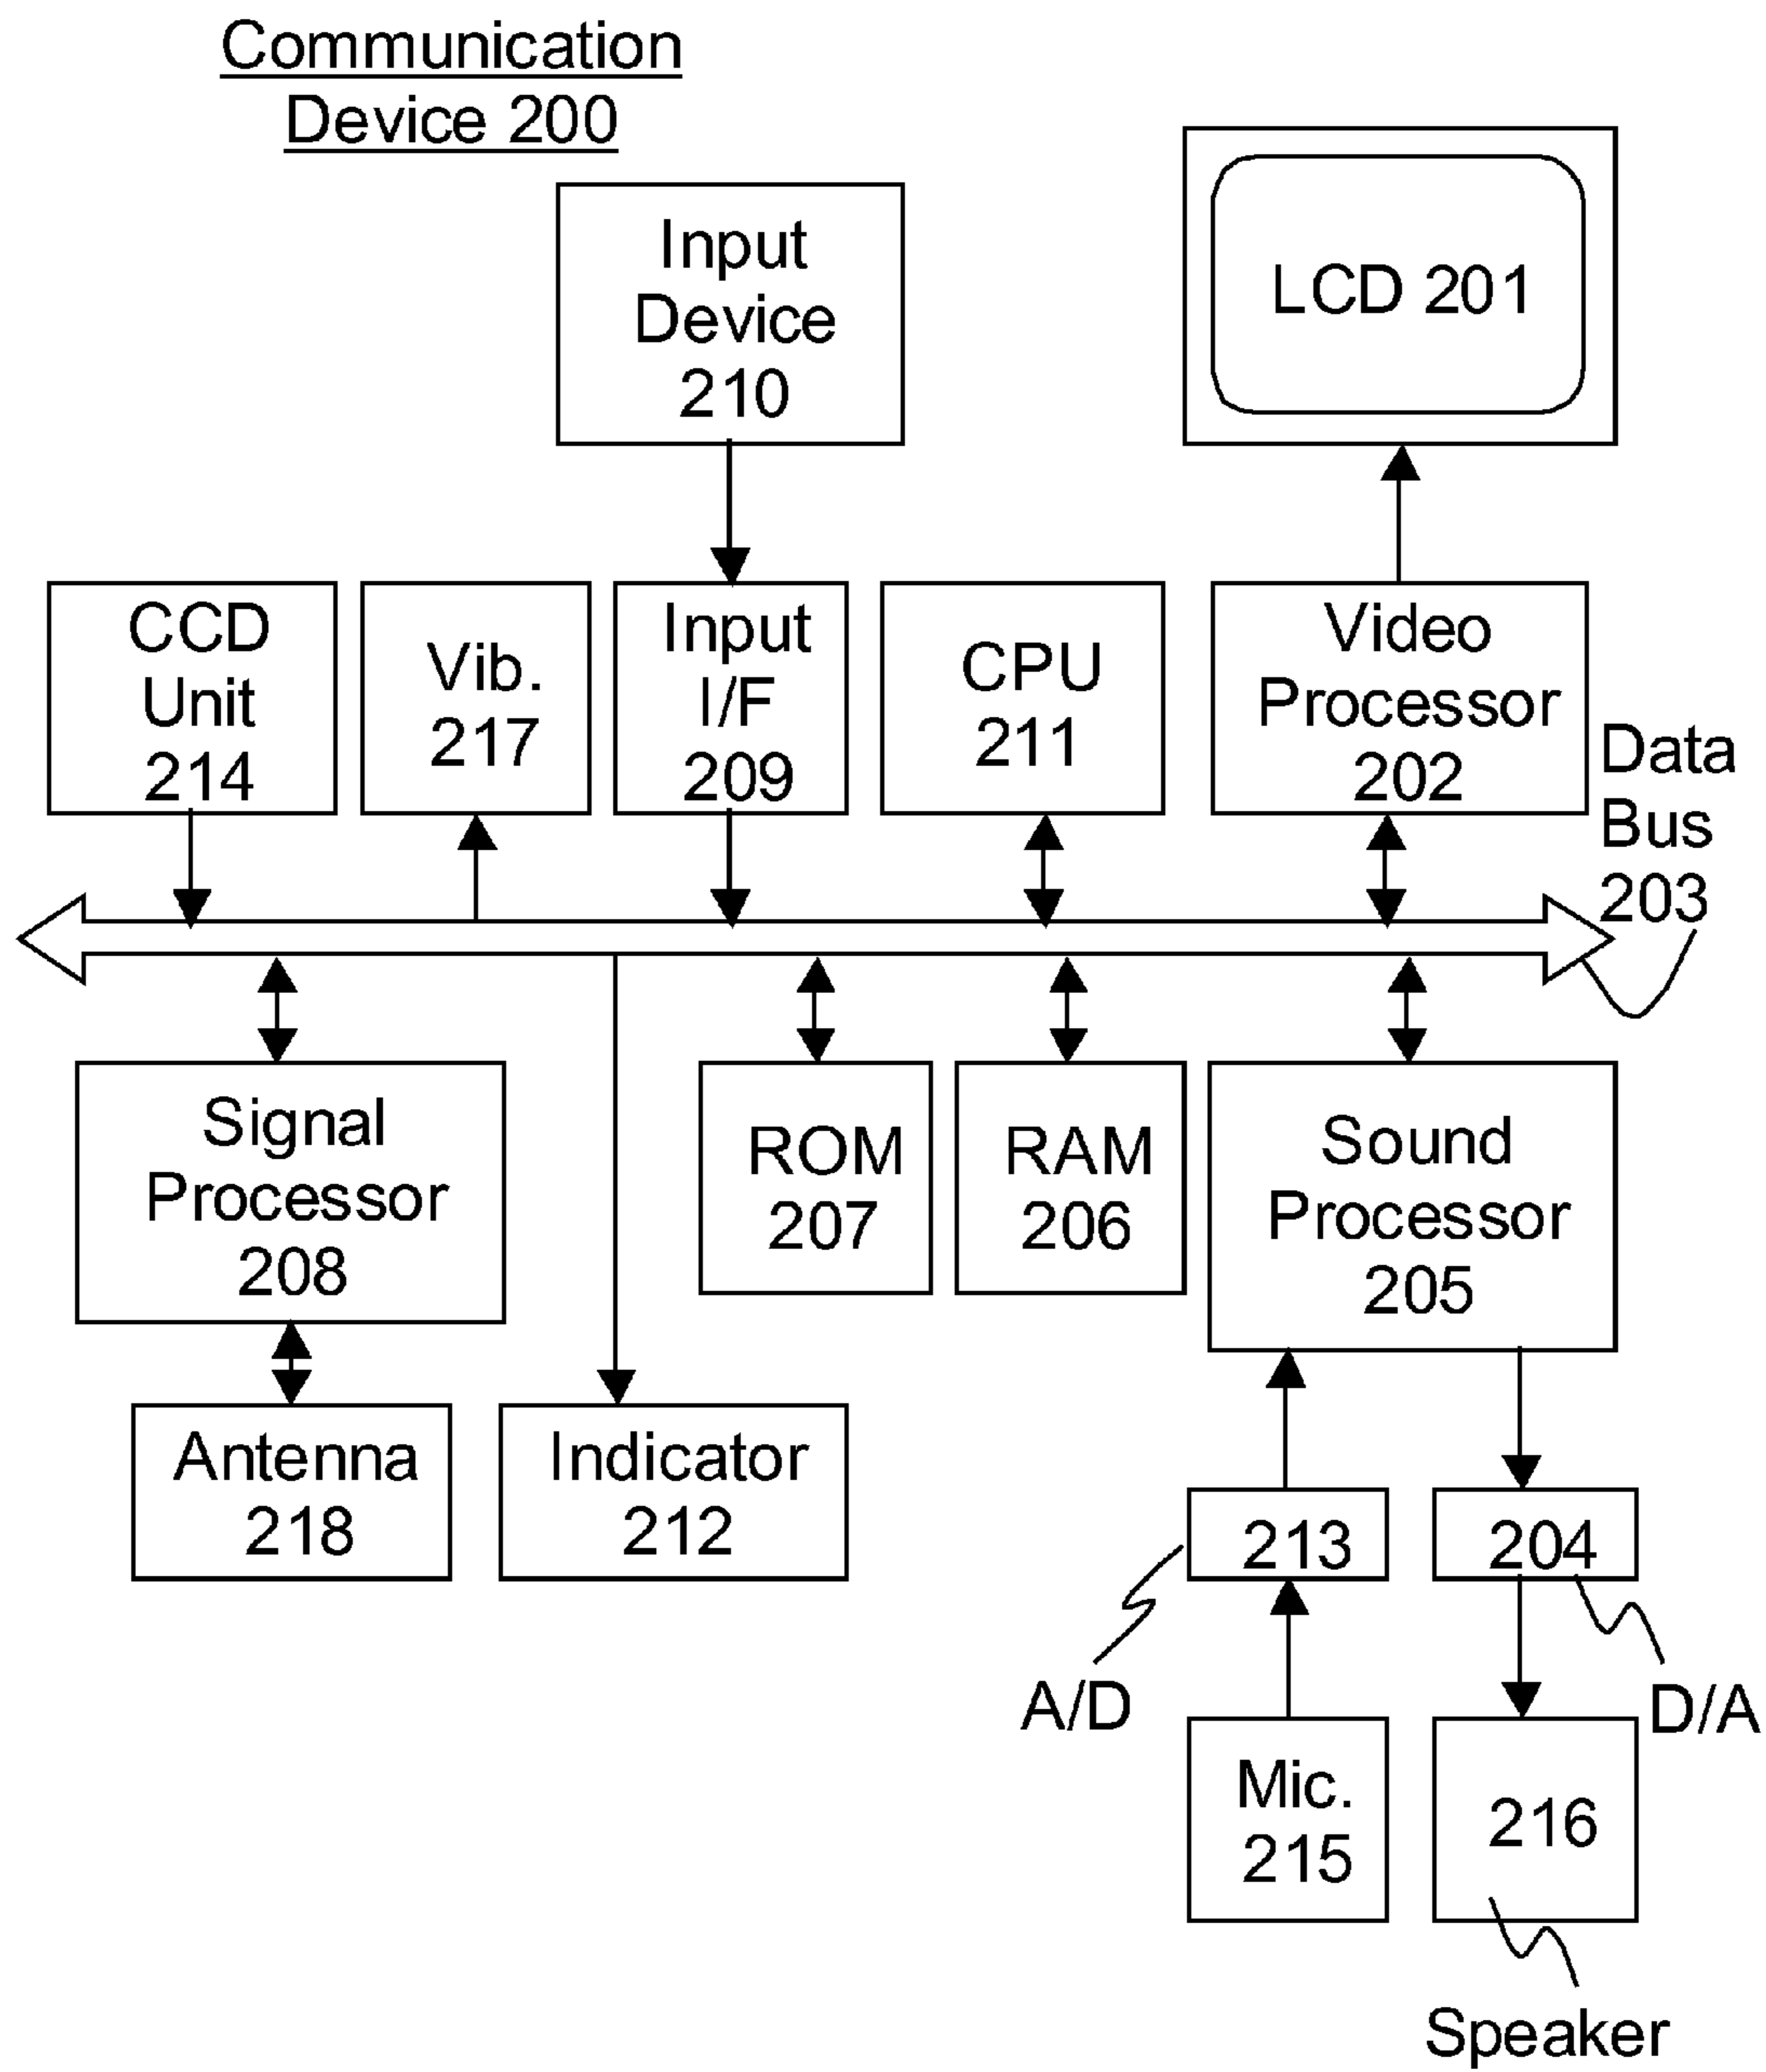 Communication
Device 200
Input
Device
210
LCD 201
CCD
Unit
214
Vib.
217
Input
I/F
209
CPU
211
Video
Processor
202
Data
Bus
203
Signal
Processor
208
ROM
207
RAM
206
Sound
Processor
205
Antenna
218
Indicator
212
213
204
A/D
D/A
Mic.
215
216
Speaker